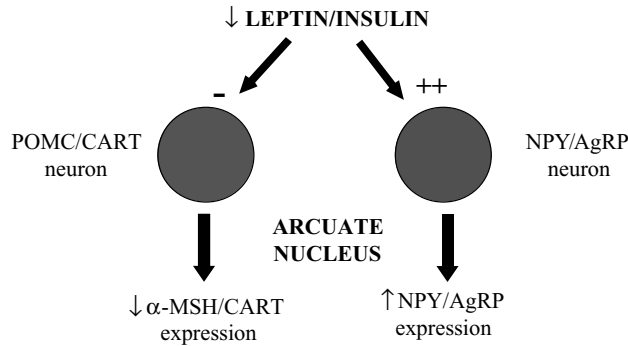 ↓ LEPTIN/INSULIN
-
++
POMC/CART
neuron
NPY/AgRP
neuron
ARCUATE
NUCLEUS
↓α-MSH/CART
expression
↑NPY/AgRP
expression